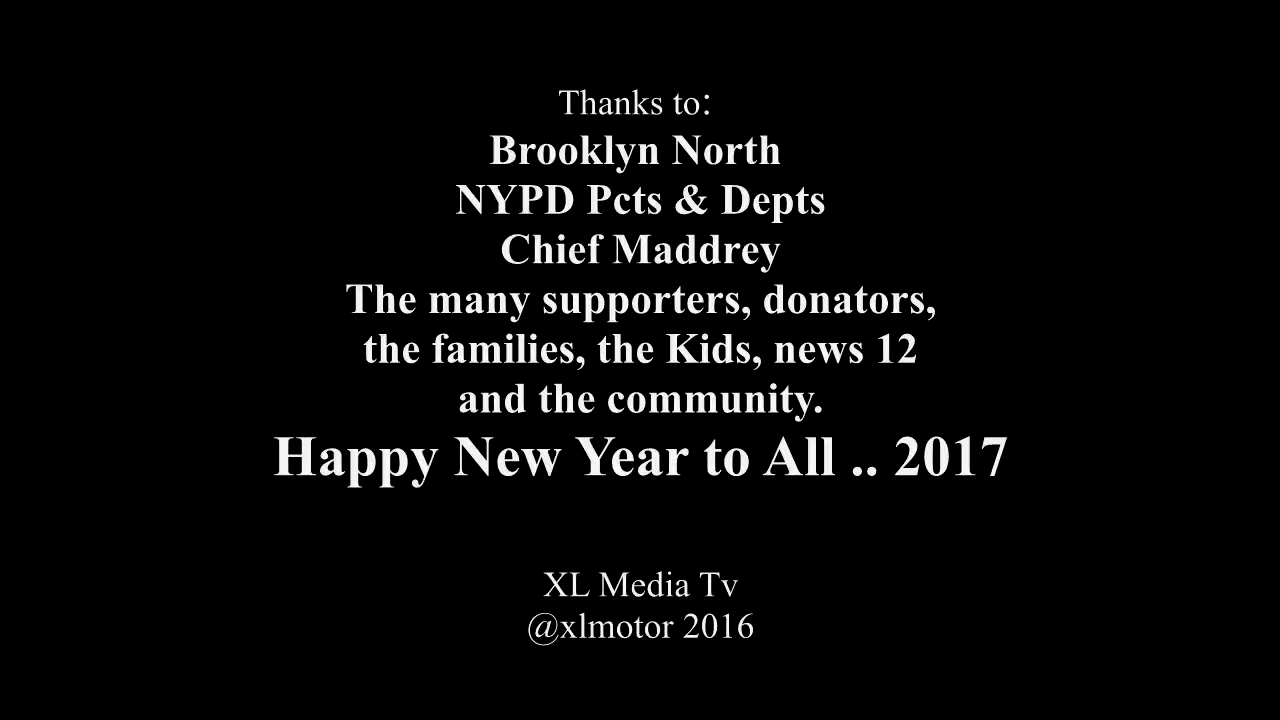 Thanks to:
Brooklyn North
NYPD Pcts & Depts
Chief Maddrey
The many supporters, donators,
the families, the Kids, news 12
and the community.
Happy New Year to All .. 2017
XL Media Tv
@xlmotor 2016